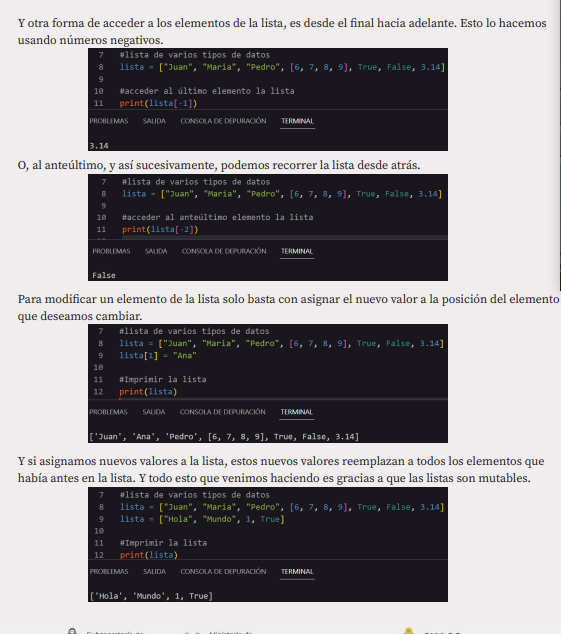 Y otra forma de acceder a los elementos de la lista, es desde el final hacia adelante. Esto lo hacemos
usando números negativos.
7 #lista de varios tipos de datos
8 lista = ["Juan", "Maria", "Pedro", [6, 7, 8, 9], True, False, 3.14]
9
10 #acceder al último elemento la lista
11 print(lista[-1])
PROBLEMAS SALIDA CONSOLA DE DEPURACIÓN TERMINAL
3.14
O, al anteúltimo, y así sucesivamente, podemos recorrer la lista desde atrás.
7 #lista de varios tipos de datos
8 lista = ["Juan", "Maria", "Pedro", [6, 7, 8, 9], True, False, 3.14]
9
10 #acceder al anteúltimo elemento la lista
11 print(lista[-2])
PROBLEMAS SALIDA CONSOLA DE DEPURACIÓN TERMINAL
False
Para modificar un elemento de la lista solo basta con asignar el nuevo valor a la posición del elemento
que deseamos cambiar.
7 #lista de varios tipos de datos
8 lista = ["Juan", "Maria", "Pedro", [6, 7, 8, 9], True, False, 3.14]
9 lista[1] = "Ana"
10
11 #Imprimir la lista
12 print(lista)
PROBLEMAS SALIDA CONSOLA DE DEPURACIÓN TERMINAL
['Juan', 'Ana', 'Pedro', [6, 7, 8, 9], True, False, 3.14]
Y si asignamos nuevos valores a la lista, estos nuevos valores reemplazan a todos los elementos que
había antes en la lista. Y todo esto que venimos haciendo es gracias a que las listas son mutables.
7 #lista de varios tipos de datos
8 lista = ["Juan", "Maria", "Pedro", [6, 7, 8, 9], True, False, 3.14]
9 lista = ["Hola", "Mundo", 1, True]
10
11 #Imprimir la lista
12 print(lista)
PROBLEMAS SALIDA CONSOLA DE DEPURACIÓN TERMINAL
['Hola', 'Mundo', 1, True]